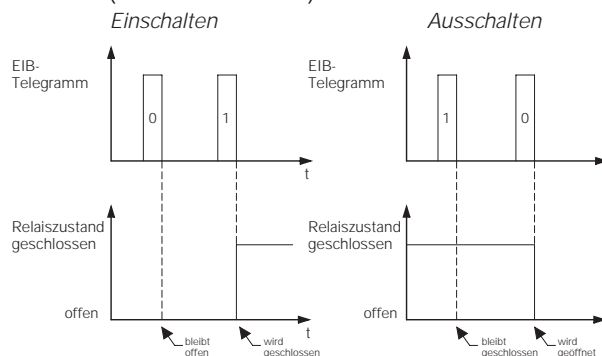 Einschalten
Ausschalten
EIB-
Telegramm
0
1
t
EIB-
Telegramm
1
0
Relaiszustand
geschlossen
offen
bleibt
offen
wird
geschlossen
t
Relaiszustand
geschlossen
offen
bleibt
geschlossen
wird
geöffnet